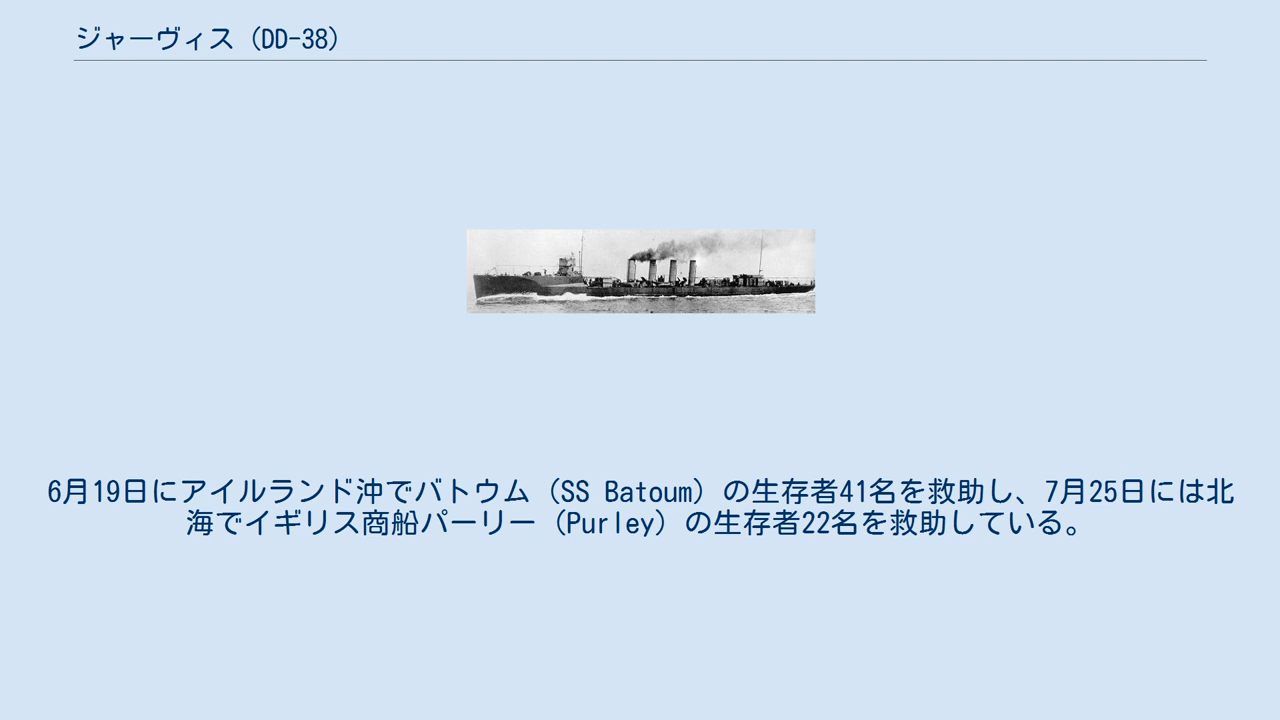 ジャーヴィス (DD-38)
6月19日にアイルランド沖でバトウム (SS Batoum) の生存者41名を救助し、7月25日には北
海でイギリス商船パーリー (Purley) の生存者22名を救助している。